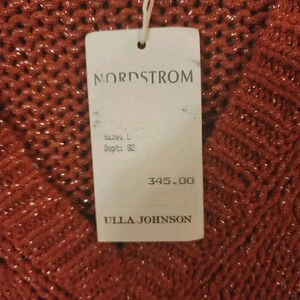 NORDSTROM
Size: L
Dept: 82
345.00
ULLA JOHNSON